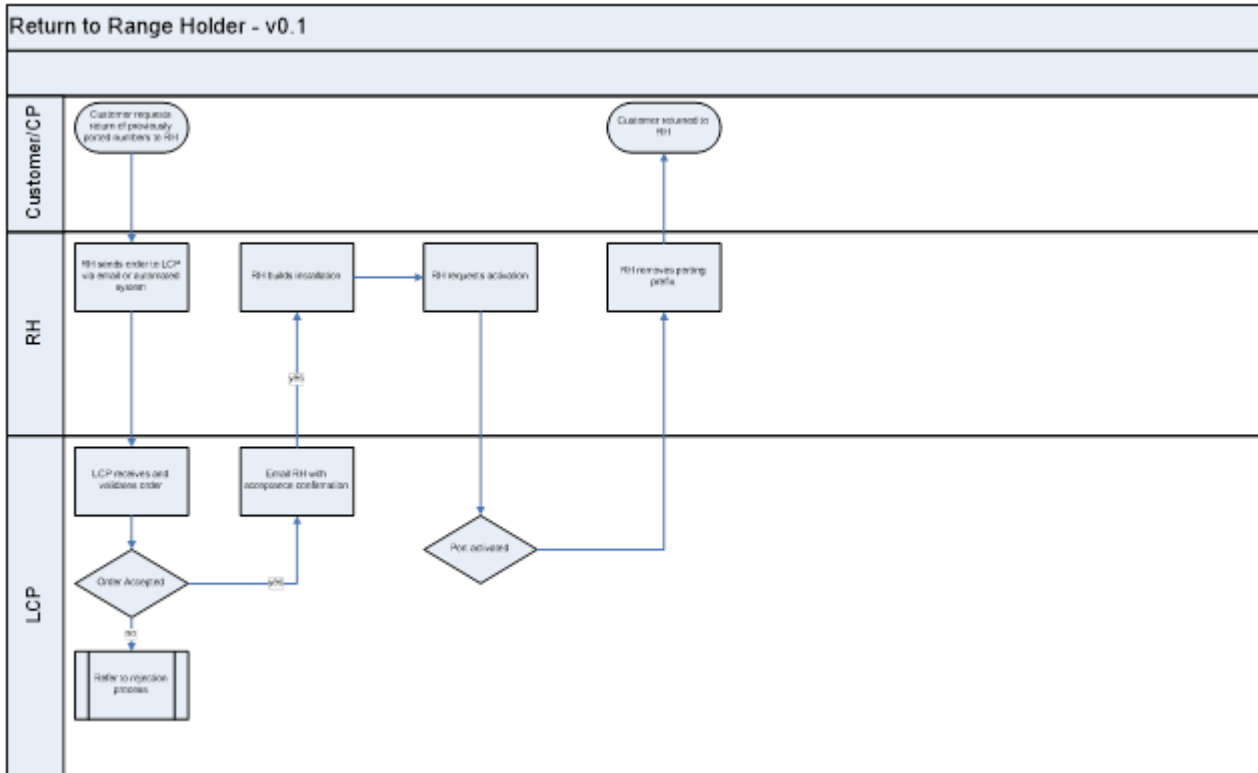 Return to Range Holder - v0.1
Customer/CP
Customer requests
return of previously
ported numbers to RH
Customer returned to
RH
RH
RH sends order to LCP
via email or automated
system
RH builds installation
RH requests activation
RH removes porting
prefix
yes
LCP
LCP receives and
validates order
Email RH with
acceptance confirmation
Order Accepted
yes
Port activated
no
Refer to rejection
process